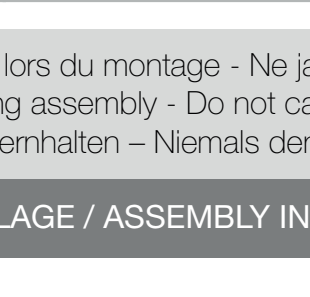 lors du montage - Ne ja
ng assembly - Do not ca
ernhalten – Niemals der
LAGE / ASSEMBLY IN